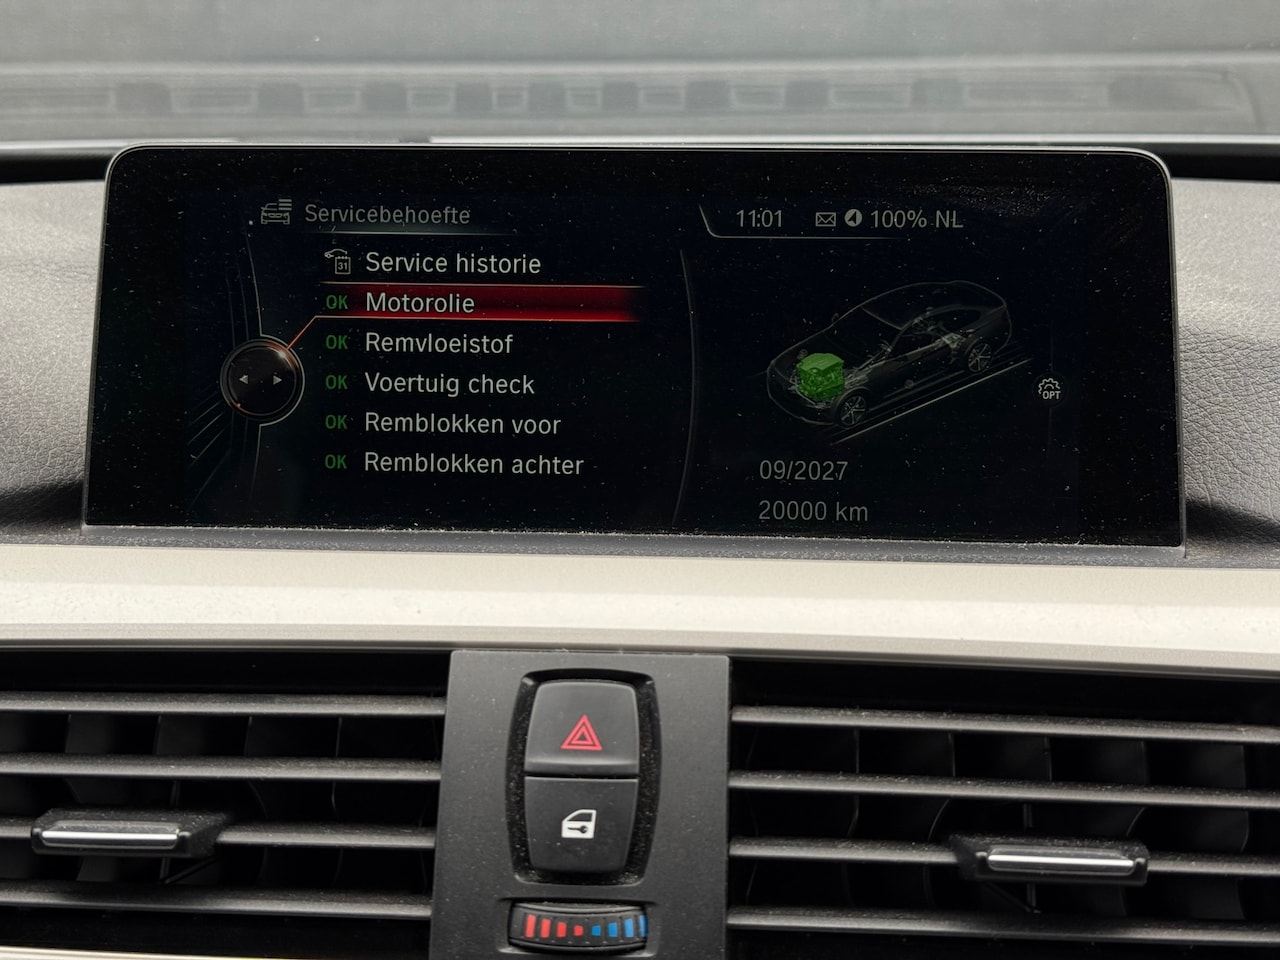 Servicebehoefte
11:01 100% NL
Service historie
31
OK Motorolie
OK Remvloeistof
OK Voertuig check
OK Remblokken voor
OK Remblokken achter
OPT
09/2027
20000 km